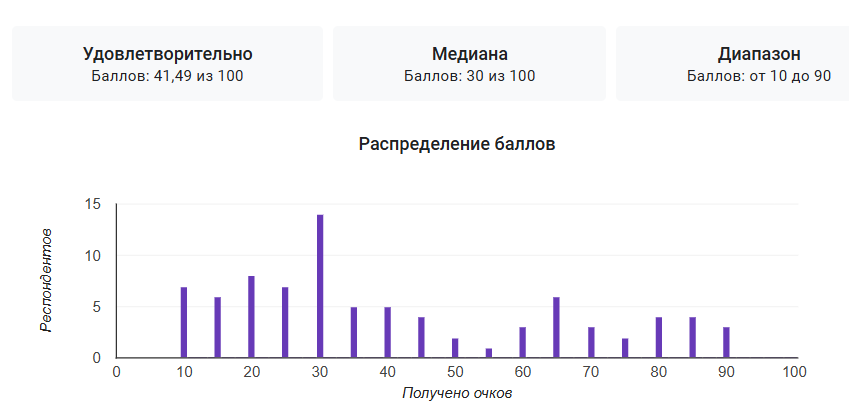 Удовлетворительно
Баллов: 41,49 из 100
Медиана
Баллов: 30 из 100
Диапазон
Баллов: от 10 до 90
Распределение баллов
Респондентов
15
10
5
0
0 10 20 30 40 50 60 70 80 90 100
Получено очков